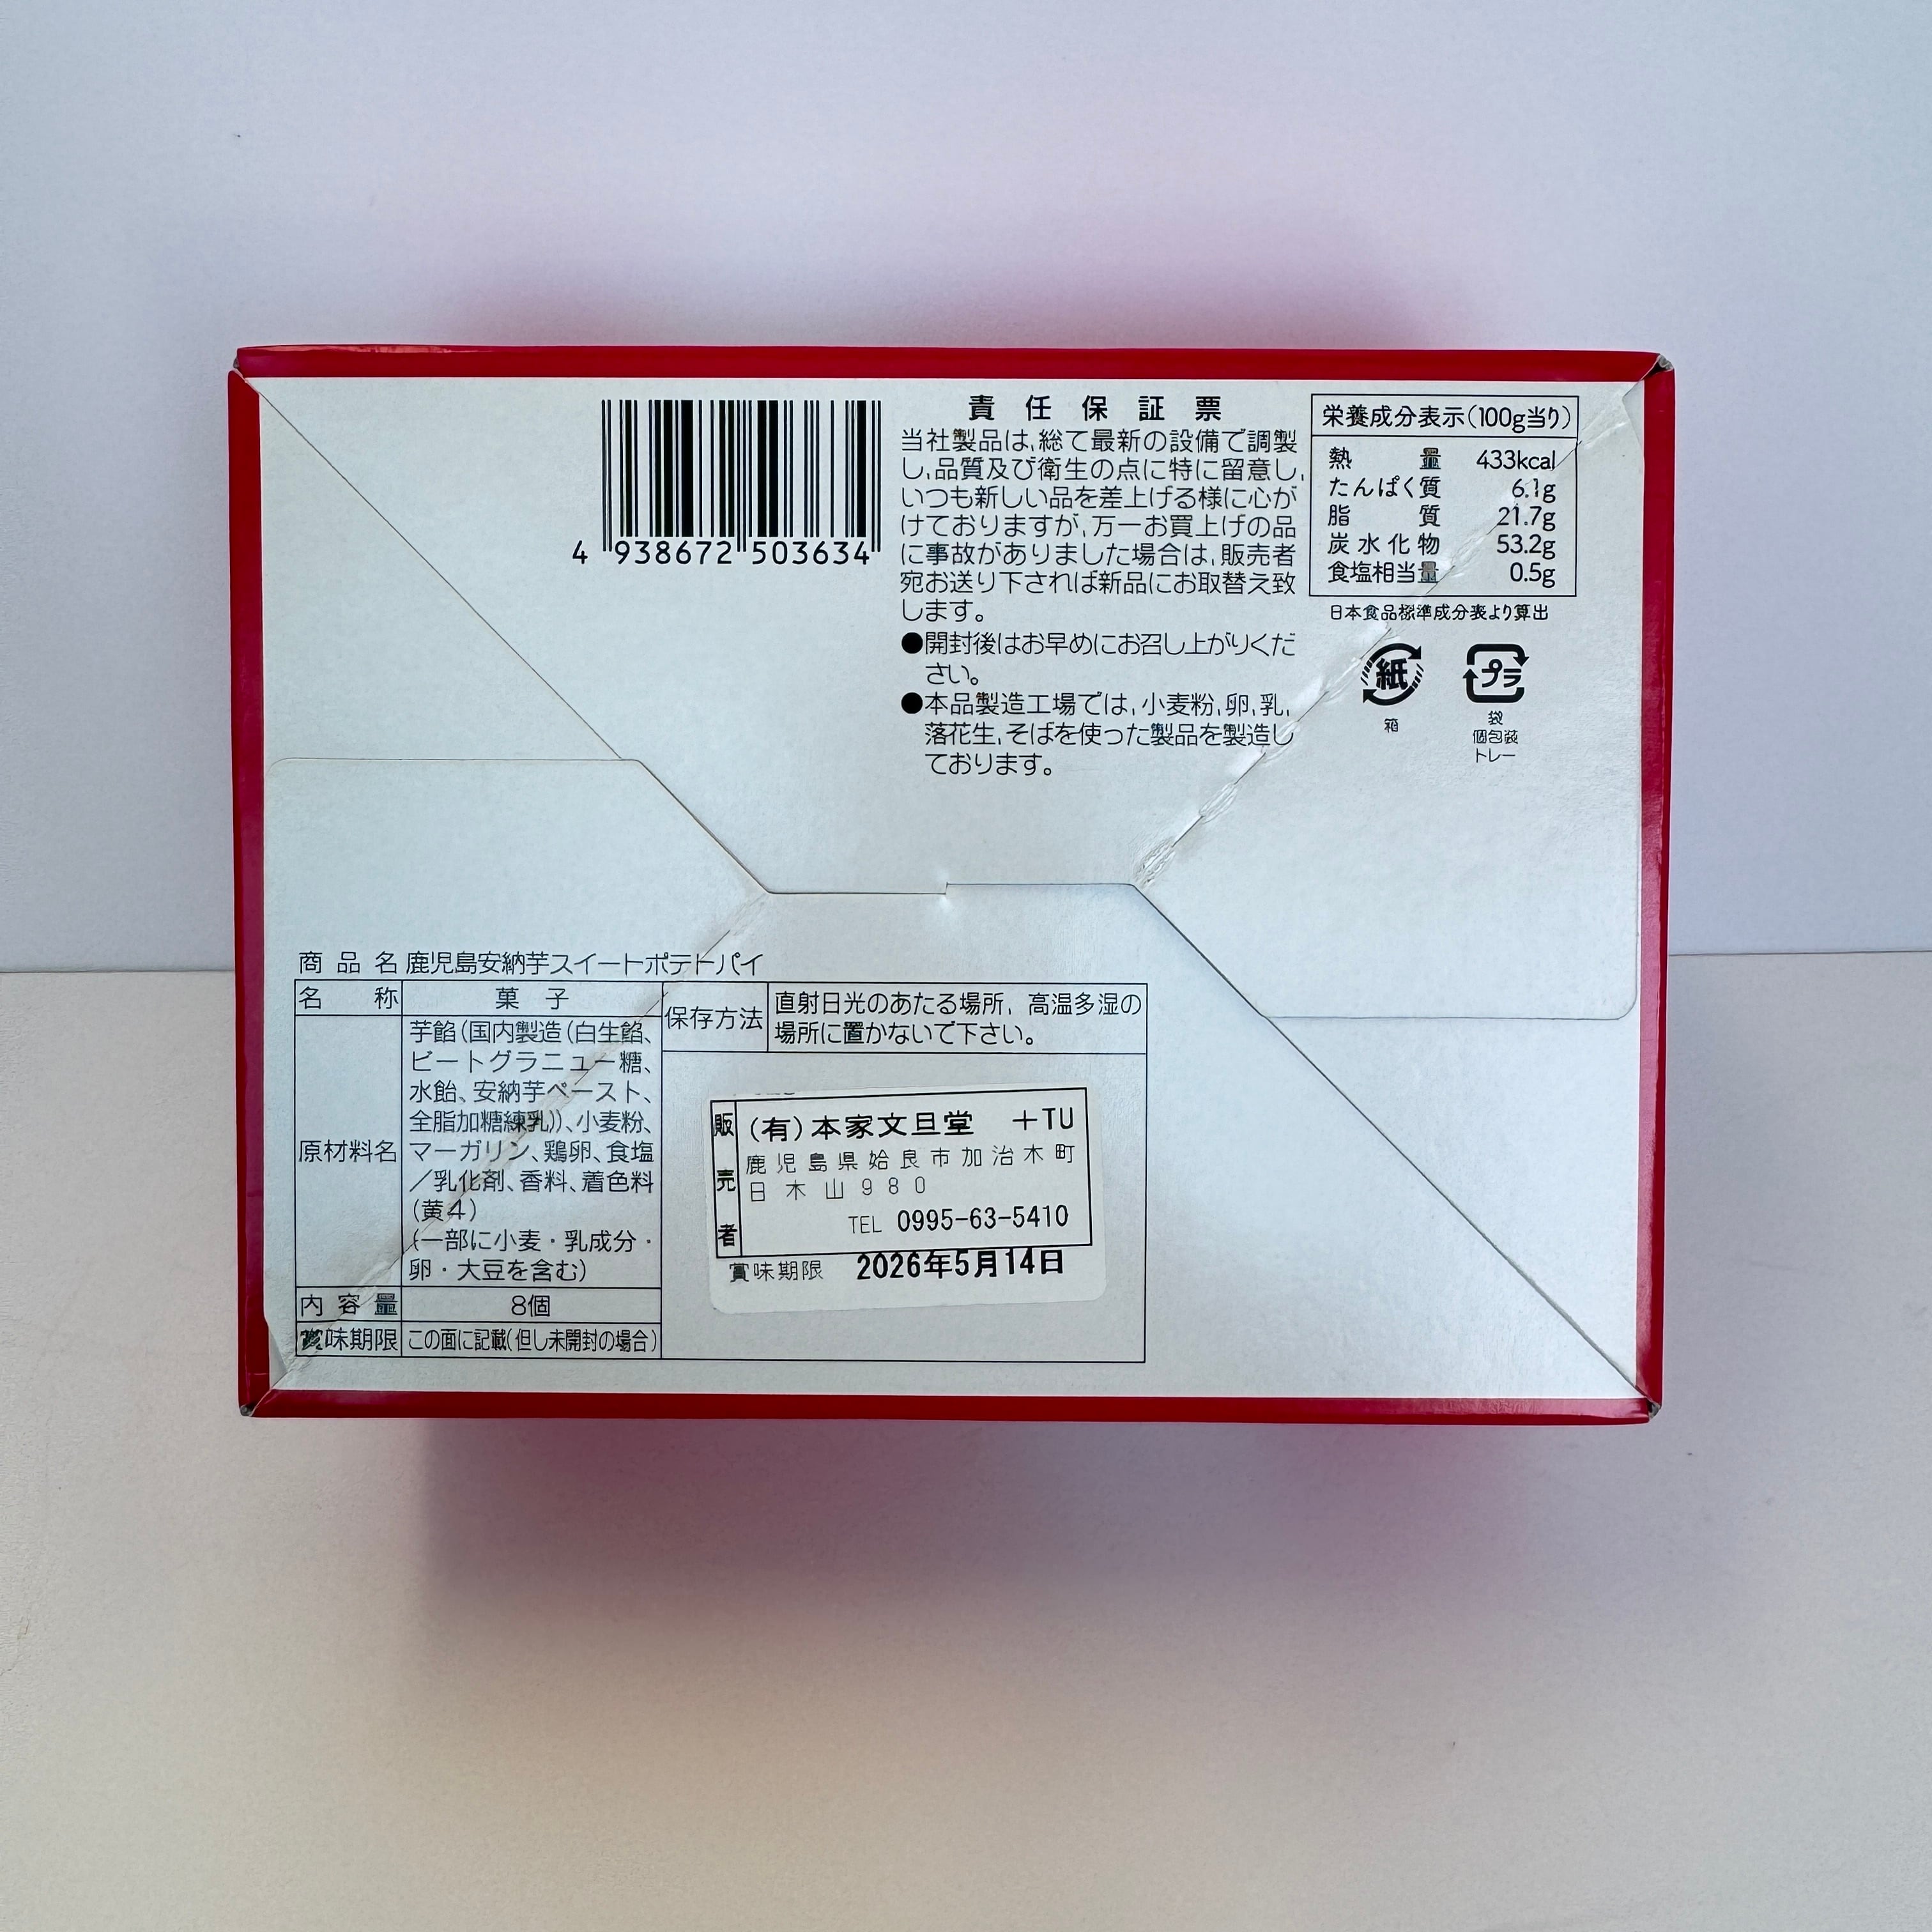 4 938672 503634
責任保証票
当社製品は,総て最新の設備で調製
し,品質及び衛生の点に特に留意し,
いつも新しい品を差上げる様に心が
けておりますが,万一お買上げの品
に事故がありました場合は,販売者
宛お送り下されば新品にお取替え致
します。
●開封後はお早めにお召し上がりくだ
さい。
●本品製造工場では,小麦粉,卵,乳,
落花生,そばを使った製品を製造し
ております。
栄養成分表示(100g当り)
熱量 433kcal
たんぱく質 6.1g
脂質 21.7g
炭水化物 53.2g
食塩相当量 0.5g
日本食品標準成分表より算出
紙
箱
プラ
袋
個包装
トレー
商品名 鹿児島安納芋スイートポテトパイ
名称 菓子
原材料名
芋餡(国内製造(白生餡、
ビートグラニュー糖、
水飴、安納芋ペースト、
全脂加糖練乳))、小麦粉、
マーガリン、鶏卵、食塩
/乳化剤、香料、着色料
(黄4)
(一部に小麦・乳成分・
卵・大豆を含む)
内容量 8個
賞味期限 この面に記載(但し未開封の場合)
保存方法
直射日光のあたる場所,高温多湿の
場所に置かないで下さい。
販売者
(有)本家文旦堂 +TU
鹿児島県姶良市加治木町
日木山980
TEL 0995-63-5410
賞味期限 2026年5月14日